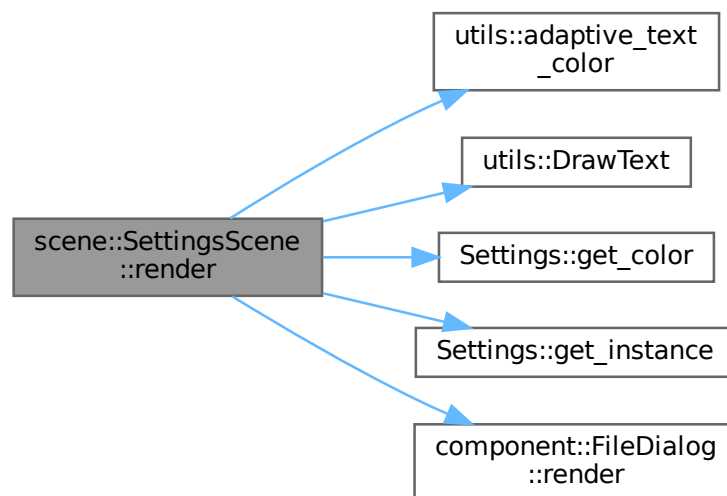 utils::adaptive_text
_color
utils::DrawText
scene::SettingsScene
::render
Settings::get_color
Settings::get_instance
component::FileDialog
::render